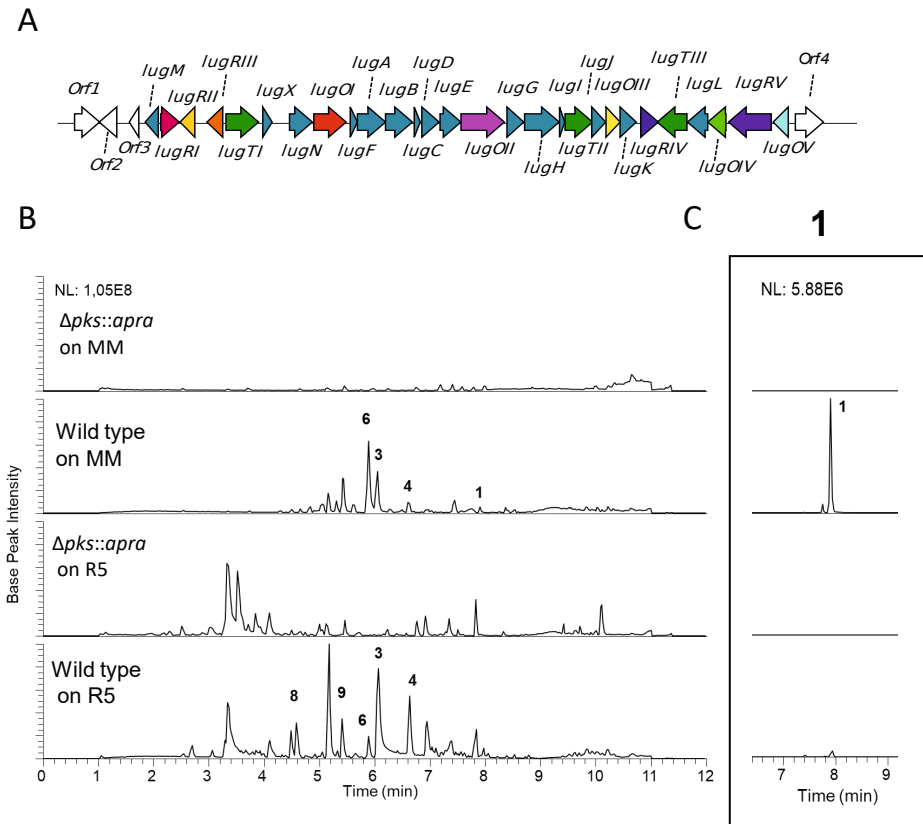 A
Orf1
lugM
lugRIII
lugRII
lugX
lugOI
lugA
lugB
lugD
lugE
lugG
lugI
lugJ
lugOIII
lugTIII
lugL
lugRV
Orf4
Orf2
Orf3
lugRI
lugTI
lugN
lugF
lugC
lugOII
lugH
lugTII
lugK
lugRIV
lugOIV
lugOV
B
C
1
NL: 1,05E8
Δpks::apra
on MM
Wild type
on MM
6
3
4
1
Δpks::apra
on R5
Wild type
on R5
8
9
6
3
4
Base Peak Intensity
0 1 2 3 4 5 6 7 8 9 10 11 12
Time (min)
NL: 5.88E6
1
7 8 9
Time (min)